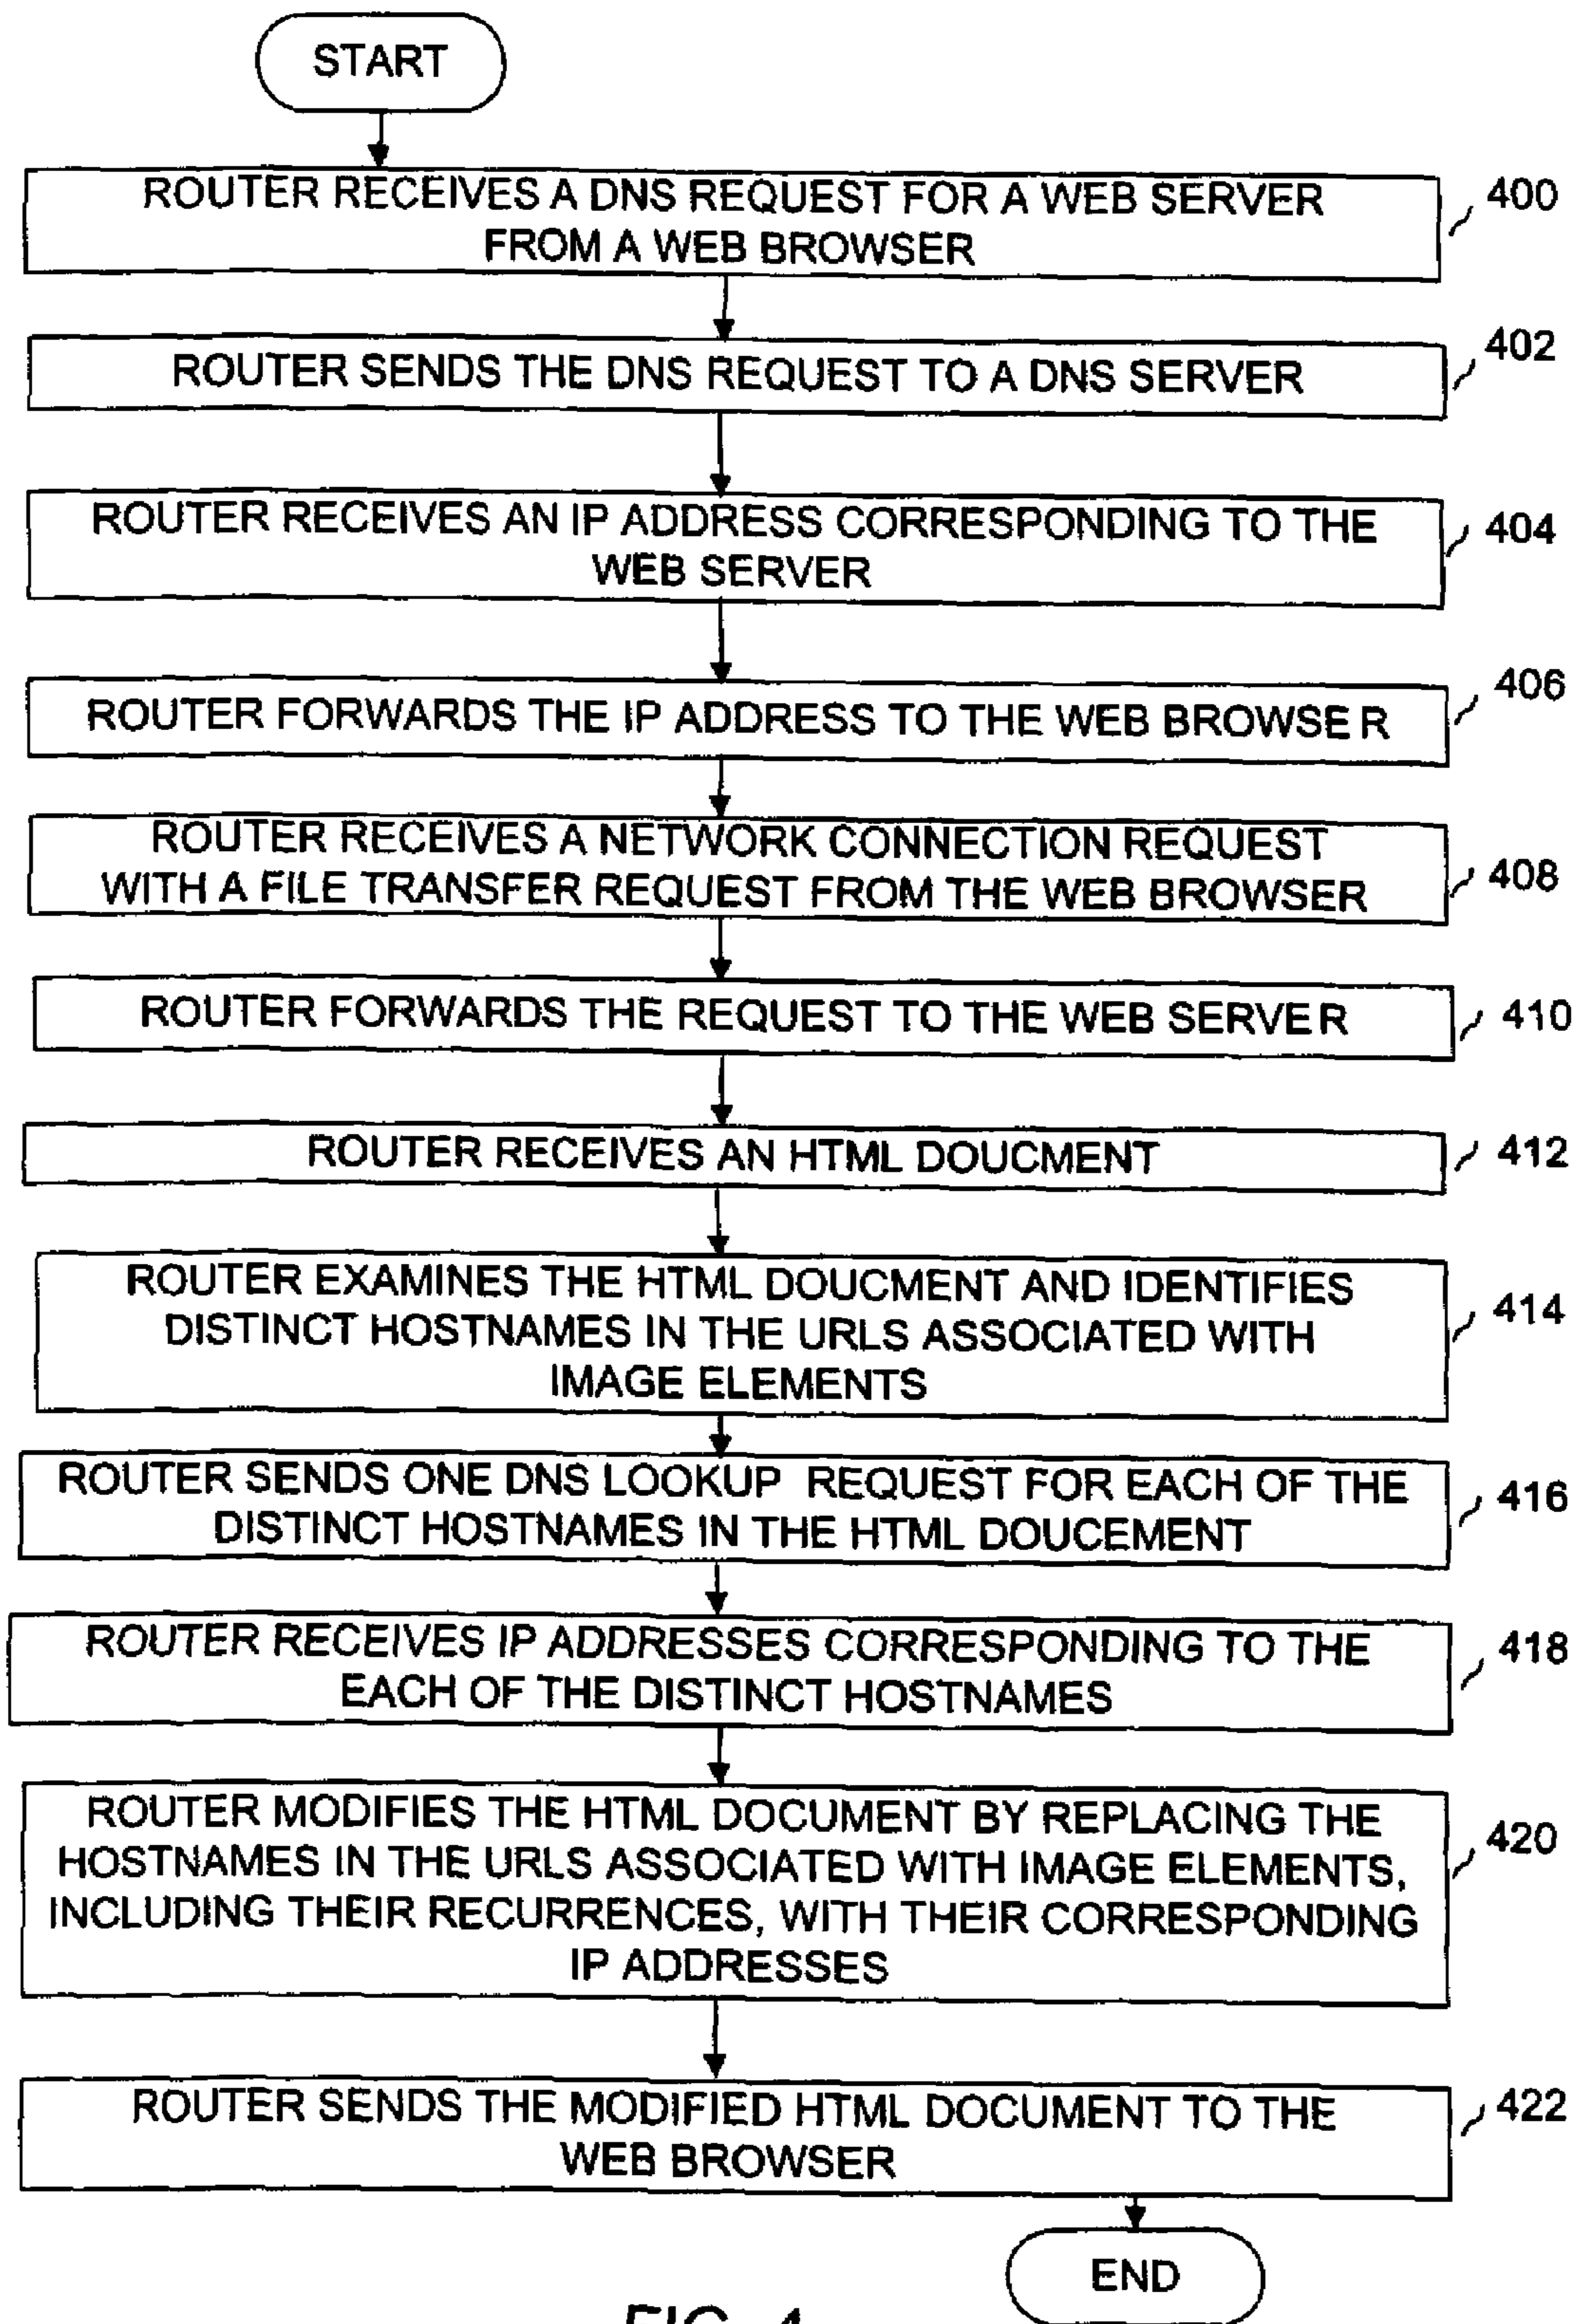 START
ROUTER RECEIVES A DNS REQUEST FOR A WEB SERVER
FROM A WEB BROWSER
400
ROUTER SENDS THE DNS REQUEST TO A DNS SERVER
402
ROUTER RECEIVES AN IP ADDRESS CORRESPONDING TO THE
WEB SERVER
404
ROUTER FORWARDS THE IP ADDRESS TO THE WEB BROWSER
406
ROUTER RECEIVES A NETWORK CONNECTION REQUEST
WITH A FILE TRANSFER REQUEST FROM THE WEB BROWSER
408
ROUTER FORWARDS THE REQUEST TO THE WEB SERVER
410
ROUTER RECEIVES AN HTML DOUCMENT
412
ROUTER EXAMINES THE HTML DOUCMENT AND IDENTIFIES
DISTINCT HOSTNAMES IN THE URLS ASSOCIATED WITH
IMAGE ELEMENTS
414
ROUTER SENDS ONE DNS LOOKUP REQUEST FOR EACH OF THE
DISTINCT HOSTNAMES IN THE HTML DOUCEMENT
416
ROUTER RECEIVES IP ADDRESSES CORRESPONDING TO THE
EACH OF THE DISTINCT HOSTNAMES
418
ROUTER MODIFIES THE HTML DOCUMENT BY REPLACING THE
HOSTNAMES IN THE URLS ASSOCIATED WITH IMAGE ELEMENTS,
INCLUDING THEIR RECURRENCES, WITH THEIR CORRESPONDING
IP ADDRESSES
420
ROUTER SENDS THE MODIFIED HTML DOCUMENT TO THE
WEB BROWSER
422
END
FIG. 4